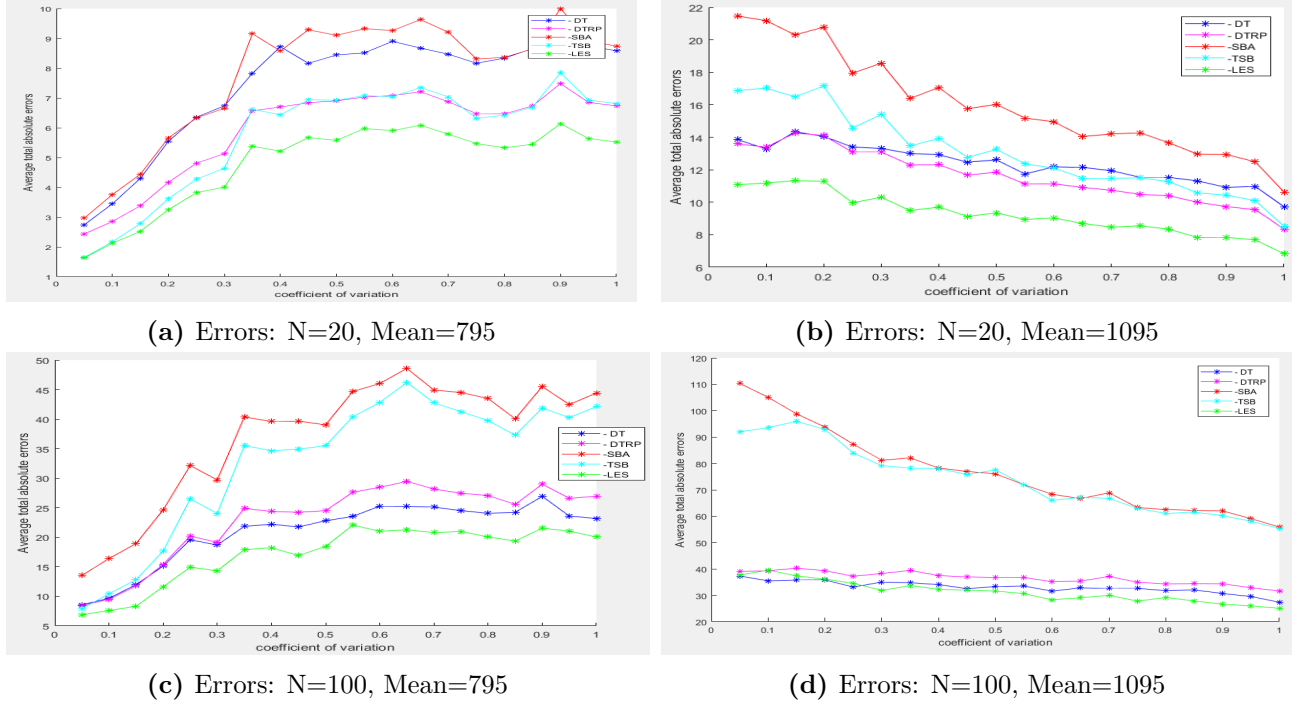 10
9
8
7
6
5
4
3
2
1
Average total absolute errors
0.1 0.2 0.3 0.4 0.5 0.6 0.7 0.8 0.9 1
0
coefficient of variation
- DT
- DTRP
-SBA
-TSB
-LES
(a) Errors: N=20, Mean=795
22
20
18
16
14
12
10
8
6
Average total absolute errors
0 0.1 0.2 0.3 0.4 0.5 0.6 0.7 0.8 0.9 1
coefficient of variation
- DT
- DTRP
-SBA
-TSB
-LES
(b) Errors: N=20, Mean=1095
50
45
40
35
30
25
20
15
10
5
Average total absolute errors
0 0.1 0.2 0.3 0.4 0.5 0.6 0.7 0.8 0.9 1
coefficient of variation
- DT
- DTRP
-SBA
-TSB
-LES
(c) Errors: N=100, Mean=795
120
110
100
90
80
70
60
50
40
30
20
Average total absolute errors
0 0.1 0.2 0.3 0.4 0.5 0.6 0.7 0.8 0.9 1
coefficient of variation
- DT
- DTRP
-SBA
-TSB
-LES
(d) Errors: N=100, Mean=1095